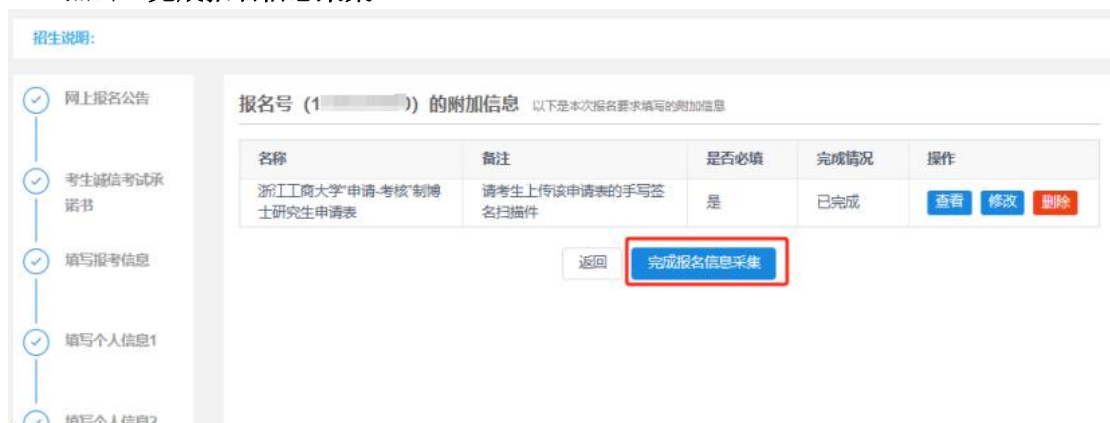 招生说明:
网上报名公告
报名号 (1 0) 的附加信息 以下是本次报名要求填写的附加信息
名称 备注 是否必填 完成情况 操作
考生诚信考试承
诺书
浙江工商大学“申请-考核”制博
士研究生申请表
请考生上传该申请表的手写签
名扫描件
是 已完成 查看 修改 删除
填写报考信息
返回 完成报名信息采集
填写个人信息1